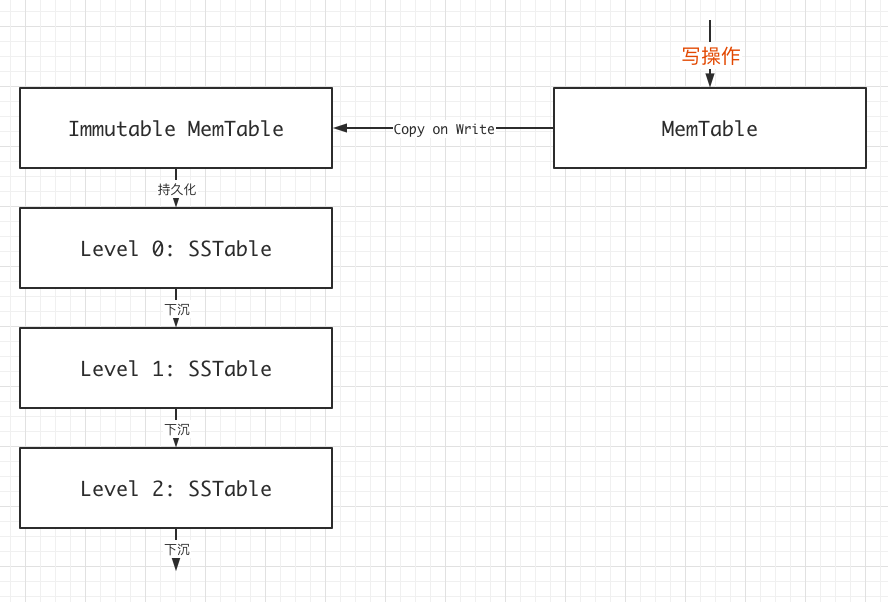 写操作
Immutable MemTable
Copy on Write
MemTable
持久化
Level 0: SSTable
下沉
Level 1: SSTable
下沉
Level 2: SSTable
下沉